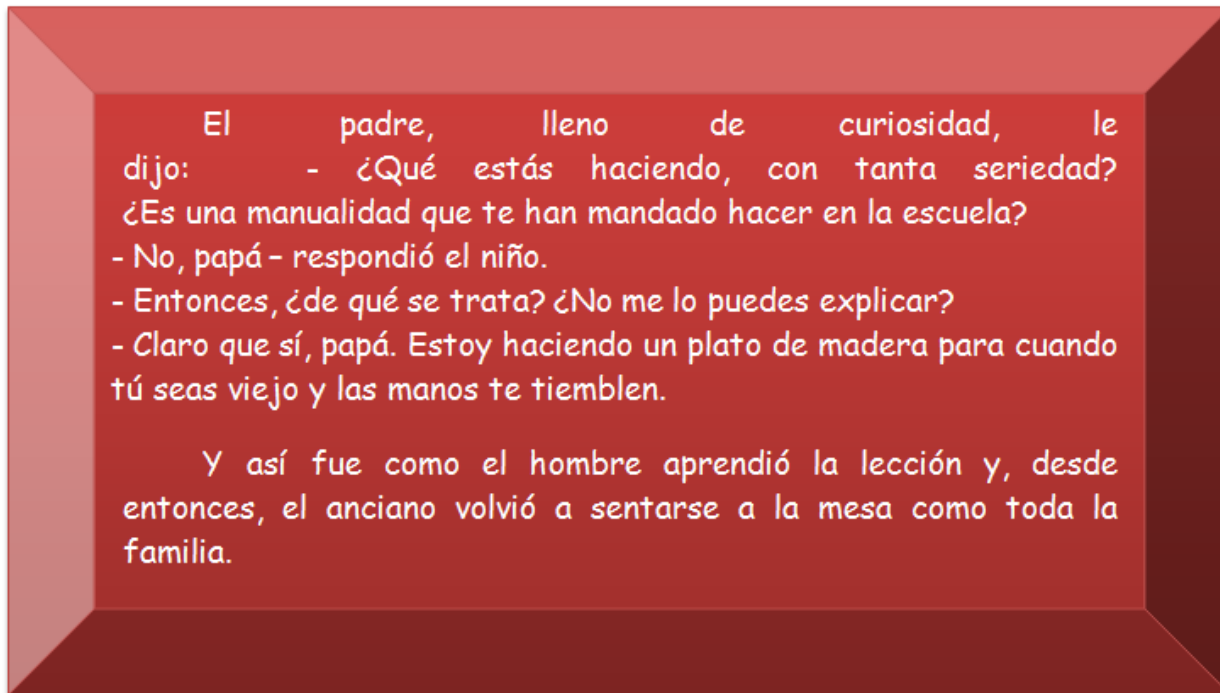 El padre, lleno de curiosidad, le
dijo: - ¿Qué estás haciendo, con tanta seriedad?
¿Es una manualidad que te han mandado hacer en la escuela?
- No, papá – respondió el niño.
- Entonces, ¿de qué se trata? ¿No me lo puedes explicar?
- Claro que sí, papá. Estoy haciendo un plato de madera para cuando
tú seas viejo y las manos te tiemblen.
Y así fue como el hombre aprendió la lección y, desde
entonces, el anciano volvió a sentarse a la mesa como toda la
familia.